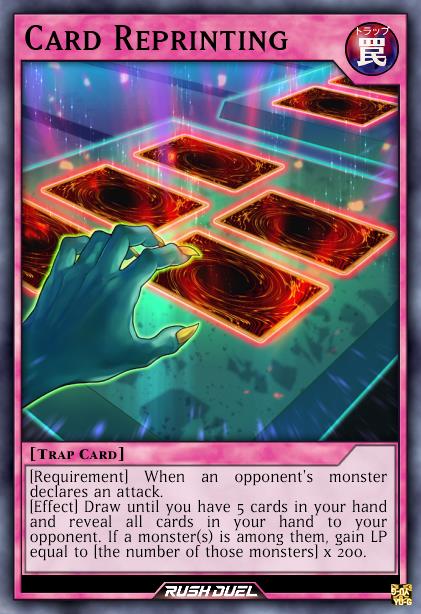 Card Reprinting
トラップ
罠
[Trap Card]
[Requirement] When an opponent's monster
declares an attack.
[Effect] Draw until you have 5 cards in your hand
and reveal all cards in your hand to your
opponent. If a monster(s) is among them, gain LP
equal to [the number of those monsters] x 200.
RUSH DUEL